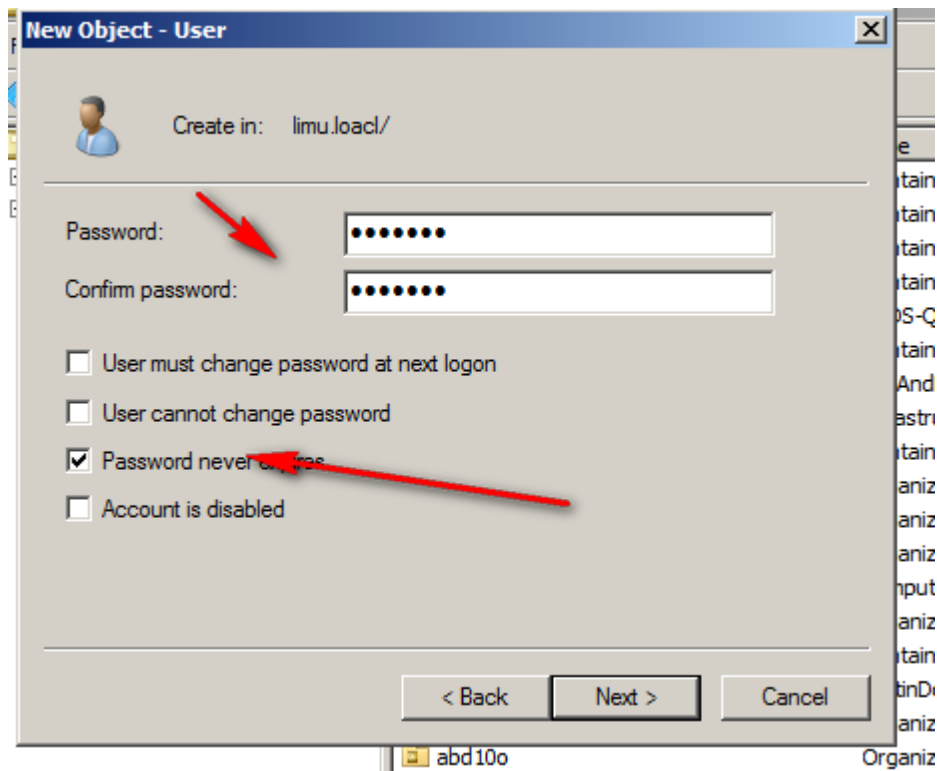 New Object - User
Create in: limu.loacl/
Password:
Confirm password:
User must change password at next logon
User cannot change password
Password never expires
Account is disabled
< Back Next > Cancel
abd10o